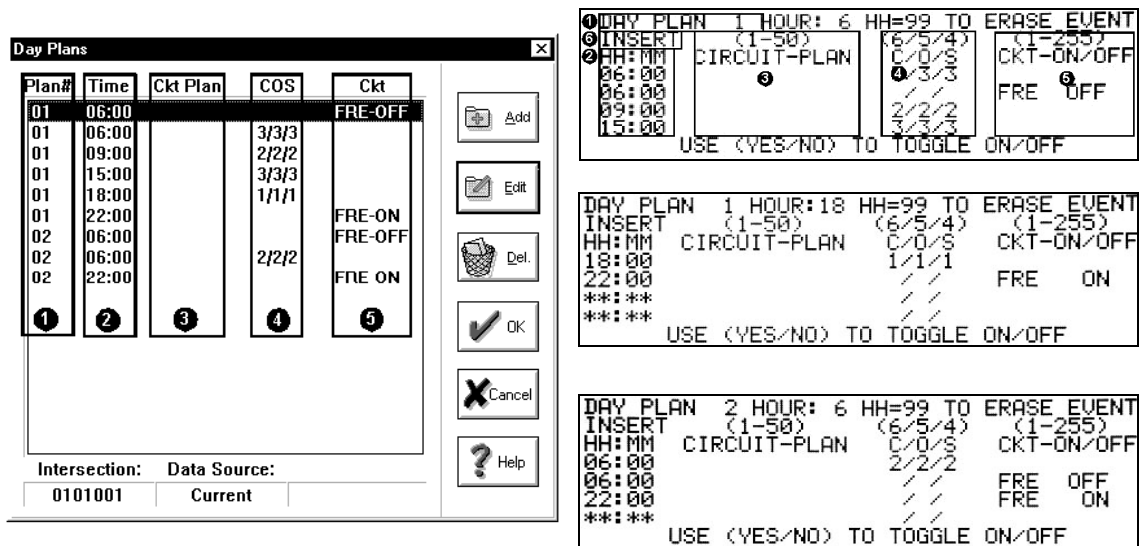 Day Plans
Plan# Time Ckt Plan COS Ckt
01 06:00 FRE-OFF
01 06:00 3/3/3
01 09:00 2/2/2
01 15:00 3/3/3
01 18:00 1/1/1
01 22:00 FRE-ON
02 06:00 FRE-OFF
02 06:00 2/2/2
02 22:00 FRE ON
1 2 3 4 5
Intersection: Data Source:
0101001 Current
Add
Edit
Del.
OK
Cancel
Help
1 DAY PLAN 1 HOUR: 6 HH=99 TO ERASE EVENT
6 INSERT (1-50) (6/5/4) (1-255)
2 HH:MM CIRCUIT-PLAN C/O/S CKT-ON/OFF
06:00 3 4 /3/3 5
06:00 / / FRE OFF
09:00 2/2/2
15:00 3/3/3
USE (YES/NO) TO TOGGLE ON/OFF
DAY PLAN 1 HOUR:18 HH=99 TO ERASE EVENT
INSERT (1-50) (6/5/4) (1-255)
HH:MM CIRCUIT-PLAN C/O/S CKT-ON/OFF
18:00 1/1/1
22:00 / / FRE ON
**:** / /
**:** / /
USE (YES/NO) TO TOGGLE ON/OFF
DAY PLAN 2 HOUR: 6 HH=99 TO ERASE EVENT
INSERT (1-50) (6/5/4) (1-255)
HH:MM CIRCUIT-PLAN C/O/S CKT-ON/OFF
06:00 2/2/2
06:00 / / FRE OFF
22:00 / / FRE ON
**:** / /
USE (YES/NO) TO TOGGLE ON/OFF